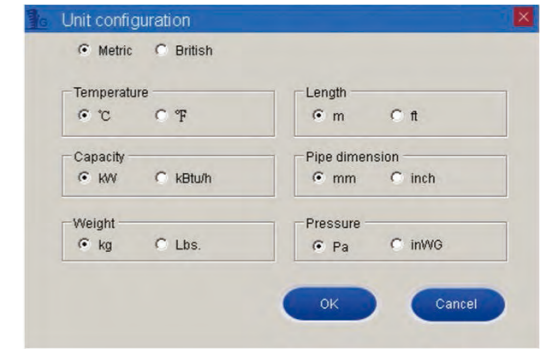 Unit configuration
Metric British
Temperature Length
℃ ℉ m ft
Capacity Pipe dimension
kW kBtu/h mm inch
Weight Pressure
kg Lbs. Pa inWG
OK Cancel